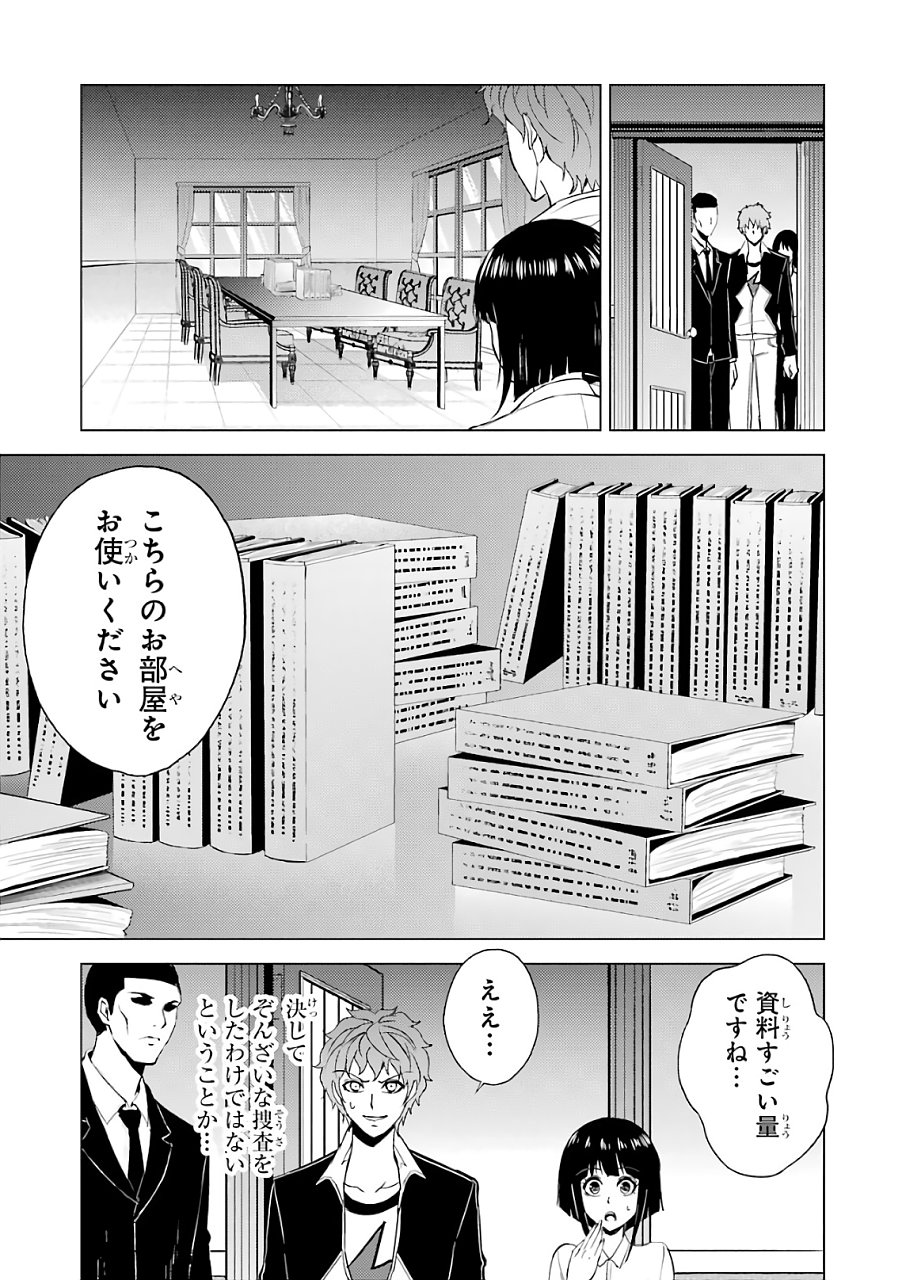 こちらのお部屋を
お使いください
資料すごい量
ですね…
ええ…
決して
ぞんざいな捜査を
したわけではない
ということか…